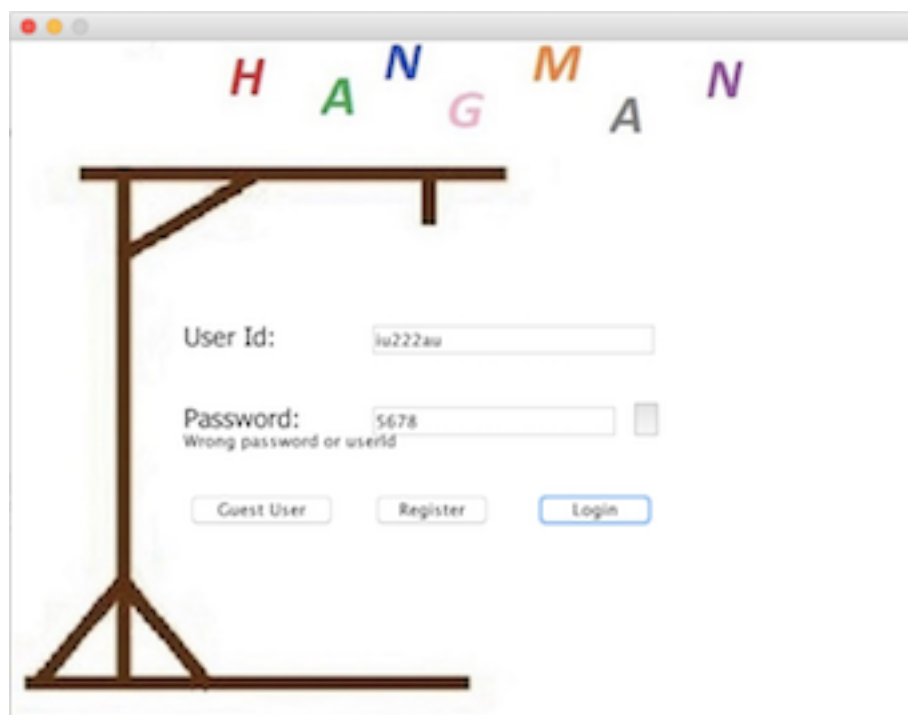 H A N G M A N
User Id: iu222au
Password: 5678
Wrong password or userId
Guest User Register Login